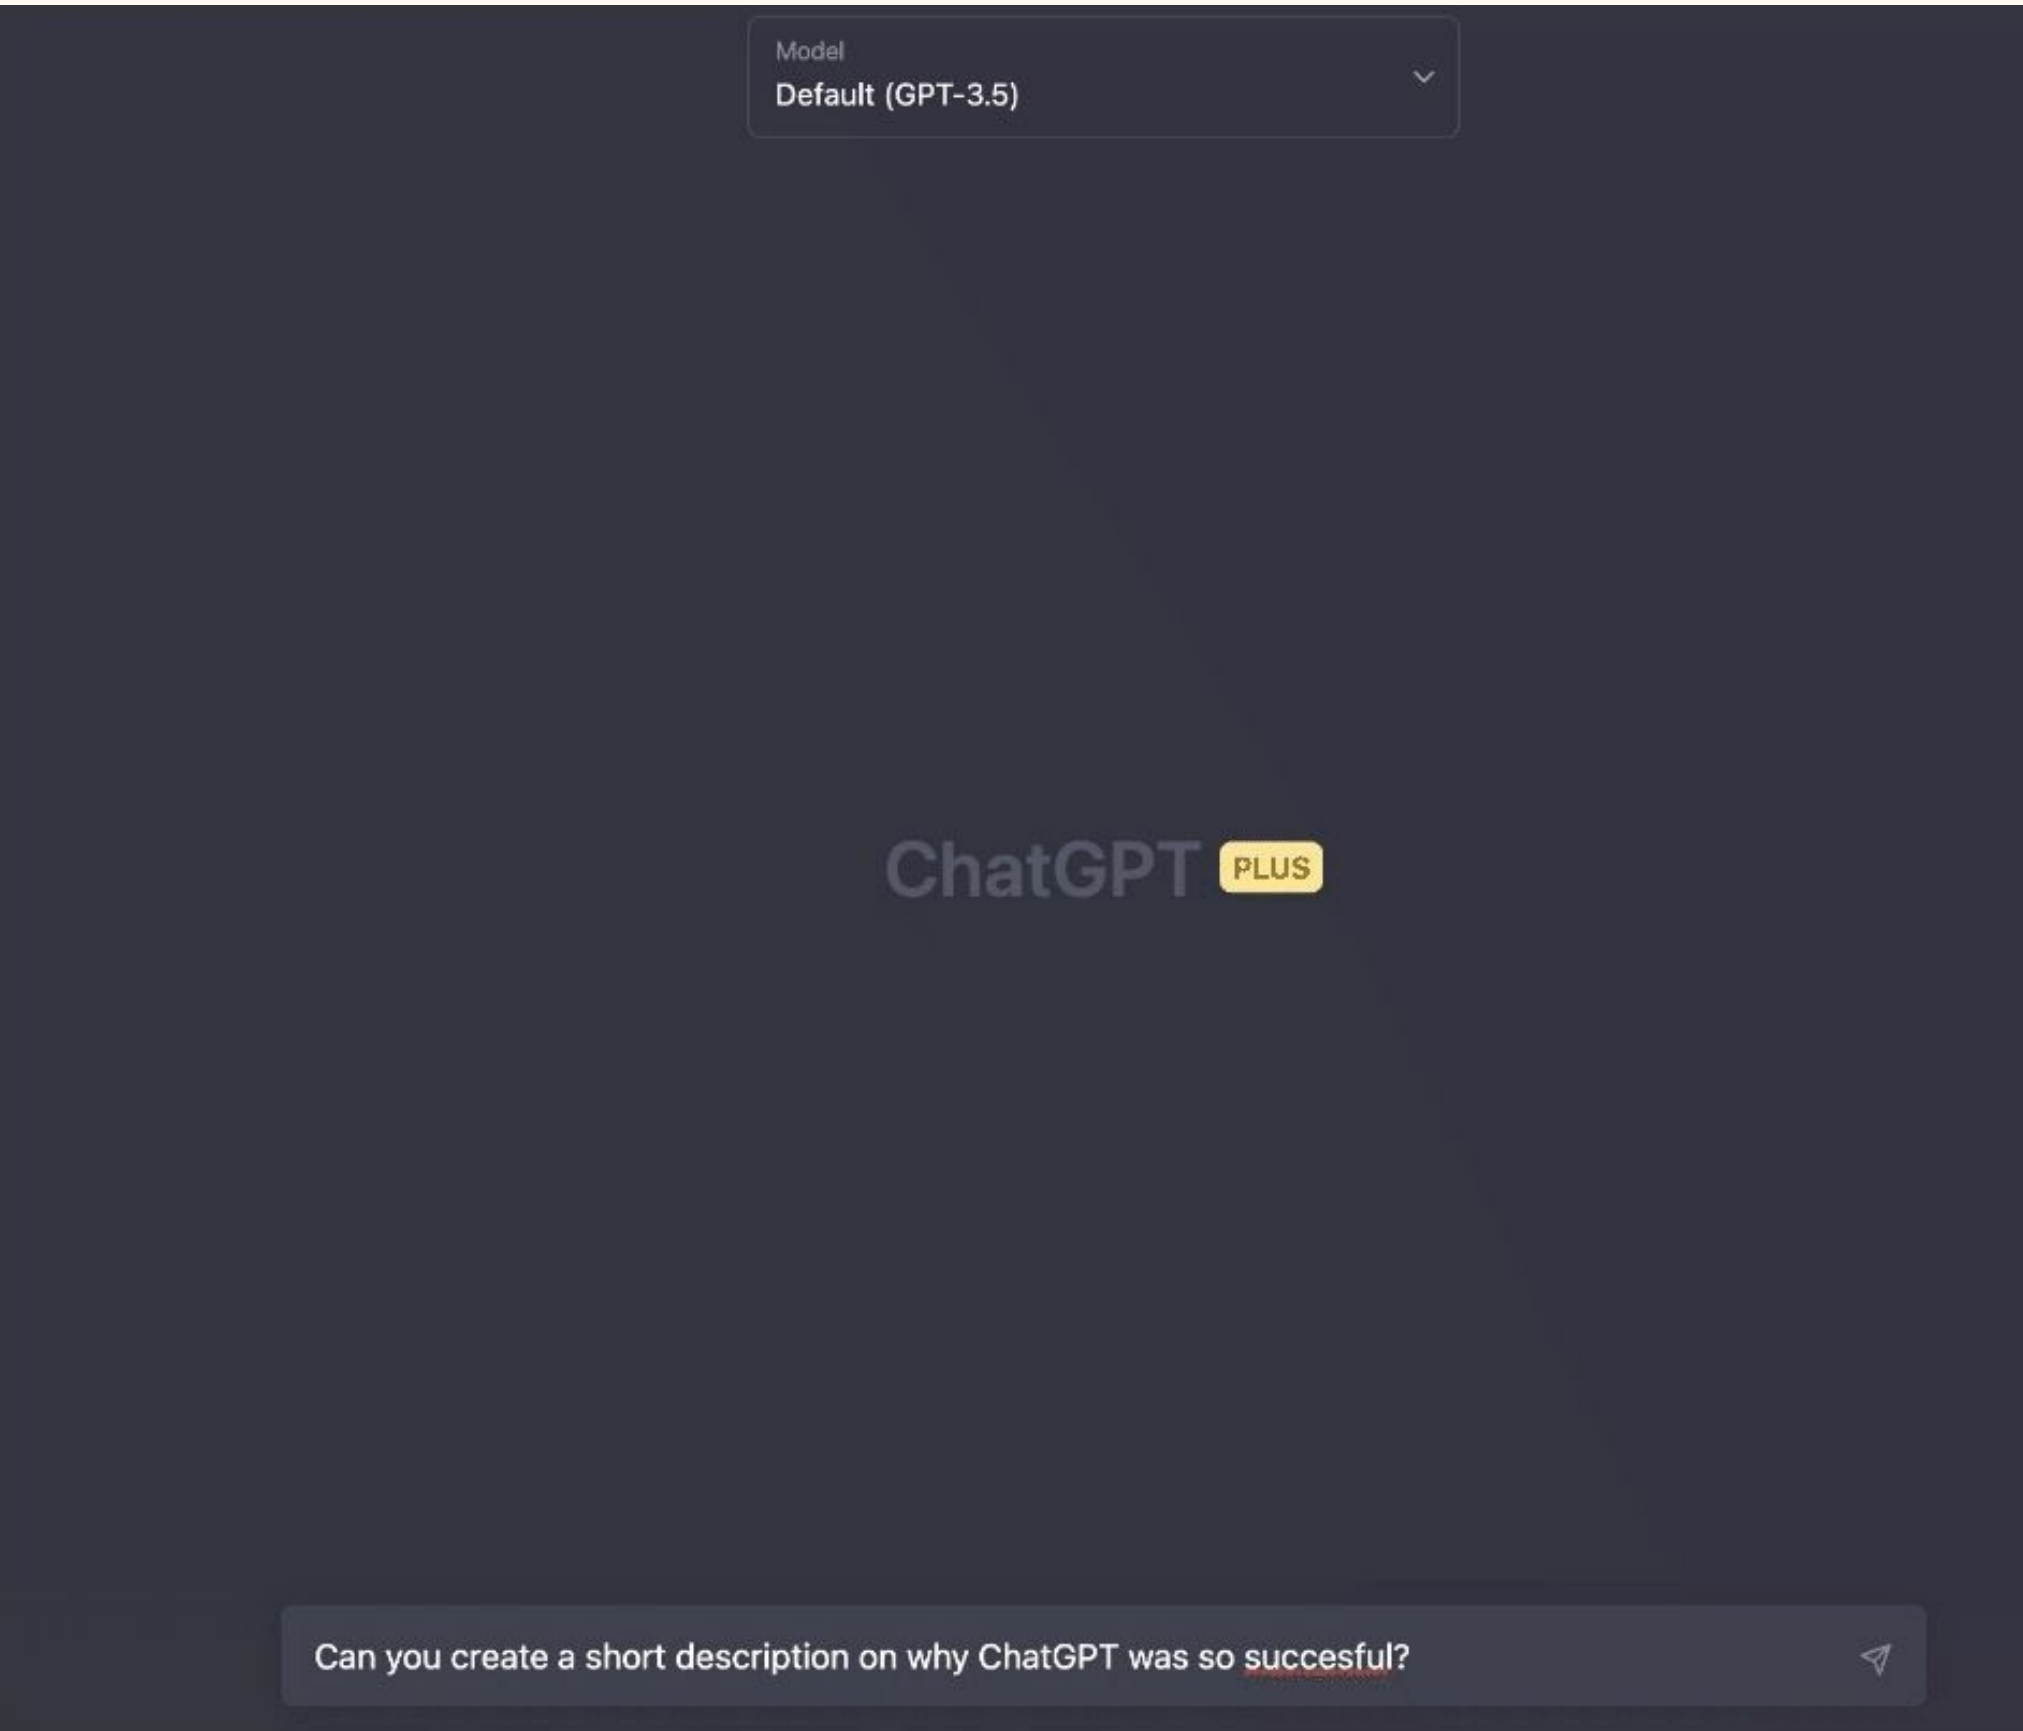 Model
Default (GPT-3.5)
ChatGPT PLUS
Can you create a short description on why ChatGPT was so succesful?